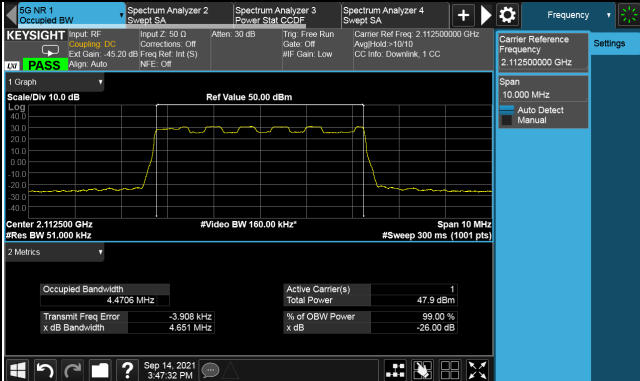 5G NR 1
Occupied BW
Spectrum Analyzer 2
Swept SA
Spectrum Analyzer 3
Power Stat CCDF
Spectrum Analyzer 4
Swept SA
Frequency
KEYSIGHT
Input: RF
Coupling: DC
Ext Gain: -45.20 dB
Align: Auto
Input Z: 50 Ω
Corrections: Off
Freq Ref: Int (S)
NFE: Off
Atten: 30 dB
Trig: Free Run
Gate: Off
#IF Gain: Low
Carrier Ref Freq: 2.112500000 GHz
Avg|Hold:>10/10
CC Info: Downlink, 1 CC
LXI
PASS
Carrier Reference
Frequency
2.112500000 GHz
Settings
Span
10.000 MHz
Auto Detect
Manual
1 Graph
Scale/Div 10.0 dB
Ref Value 50.00 dBm
Log
40.0
30.0
20.0
10.0
0.00
-10.0
-20.0
-30.0
-40.0
Center 2.112500 GHz
#Video BW 160.00 kHz*
Span 10 MHz
#Res BW 51.000 kHz
#Sweep 300 ms (1001 pts)
2 Metrics
Occupied Bandwidth
4.4706 MHz
Active Carrier(s) 1
Total Power 47.9 dBm
Transmit Freq Error -3.908 kHz
x dB Bandwidth 4.651 MHz
% of OBW Power 99.00 %
x dB -26.00 dB
Sep 14, 2021
3:47:32 PM